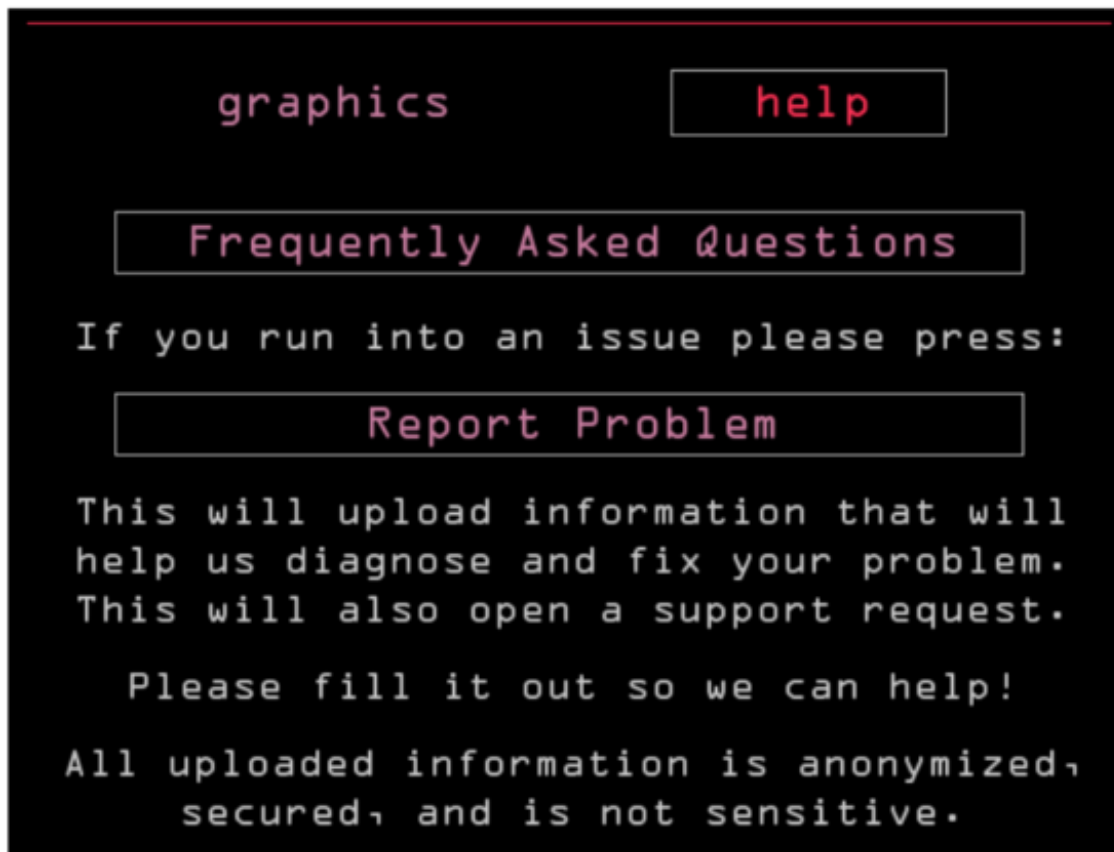 graphics help
Frequently Asked Questions
If you run into an issue please press:
Report Problem
This will upload information that will
help us diagnose and fix your problem.
This will also open a support request.
Please fill it out so we can help!
All uploaded information is anonymized,
secured, and is not sensitive.